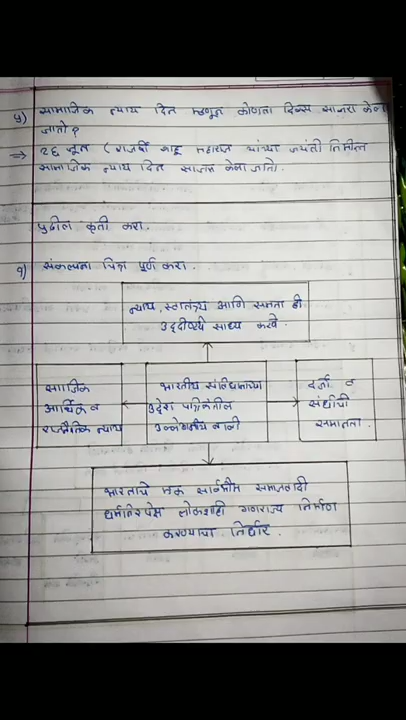 ५) सामाजिक न्याय दिन म्हणून कोणता दिवस साजरा केला
जातो ?
⇒ २६ जून ( राजर्षी शाहू महाराज यांच्या जयंती निमित्त
सामाजिक न्याय दिन साजरा केला जातो.
पुढील कृती करा.
१) संकल्पना चित्र पूर्ण करा.
न्याय, स्वातंत्र्य आणि समता ही
उद्दीष्ट्ये साध्य करणे.
सााजिक
आर्थिक व
राजनैतिक न्याय
भारतीय संविधानाच्या
उद्देश पत्रिकेतील
उल्लेखनीय बाबी
दर्जा व
संधीची
समानता.
भारताचे एक सार्वभौम समाजवादी
धर्मनिरपेक्ष लोकशाही गणराज्य निर्माण
करण्याचा निर्धार.